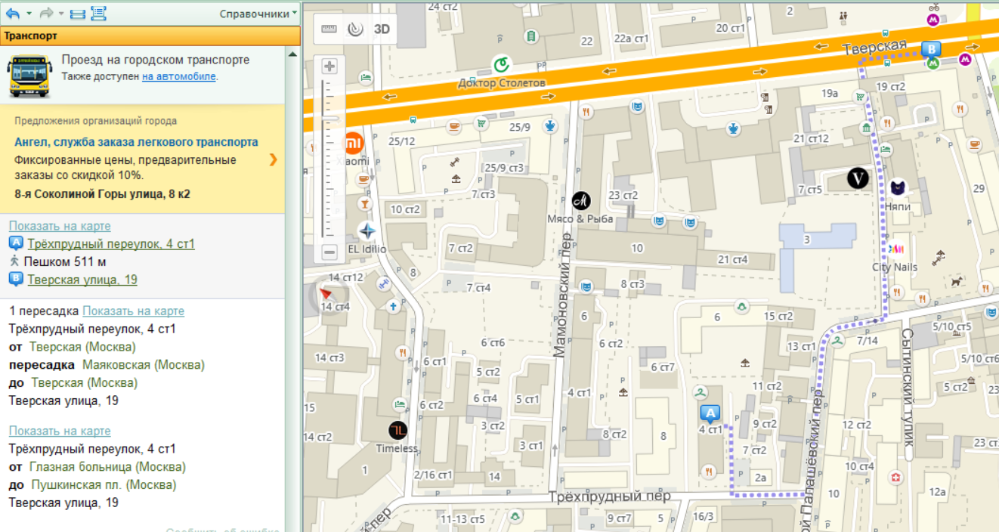 Справочники
Транспорт
Проезд на городском транспорте
Также доступен на автомобиле.
Предложения организаций города
Ангел, служба заказа легкового транспорта
Фиксированные цены, предварительные
заказы со скидкой 10%.
8-я Соколиной Горы улица, 8 к2
Показать на карте
A Трёхпрудный переулок, 4 ст1
Пешком 511 м
B Тверская улица, 19
1 пересадка Показать на карте
Трёхпрудный переулок, 4 ст1
от Тверская (Москва)
пересадка Маяковская (Москва)
до Тверская (Москва)
Тверская улица, 19
Показать на карте
Трёхпрудный переулок, 4 ст1
от Глазная больница (Москва)
до Пушкинская пл. (Москва)
Тверская улица, 19
Сообщить об ошибке
3D
24 ст2
2
20 ст1
22
22а ст1
Тверская
B
Доктор Столетов
19а
19 ст2
25/9
25/12
21 ст12
25/9 ст3
7 ст3
23 ст2
7 ст5
V
29
10 ст2
Мясо & Рыба
Няпи
EL Idilio
7 ст2
10
3
21 ст4
City Nails
8
14 ст12
7 ст4
8 ст3
14 ст4
Мамоновский пер
6
6
15 ст2
5/10 ст5
6 ст6
6 ст2
13 ст1
7/14
14 ст3
6 ст1
5 ст2
6 ст7
5/10 ст6
Сытинский тупик
11 ст2
5 ст2
23
6 ст4
5 ст1
4 ст1
15
6 ст2
A
3 ст2
4 ст1
9 ст2
12 ст2
14 ст2
8 ст2
8
Timeless
3 ст1
7 ст2
23 ст
1
2/16 ст1
14
2а
10 ст4
Трёхпрудный пер
й Палашёвский пер
10
12а
й-пер
11-13 ст5
9 ст7
5
16/3